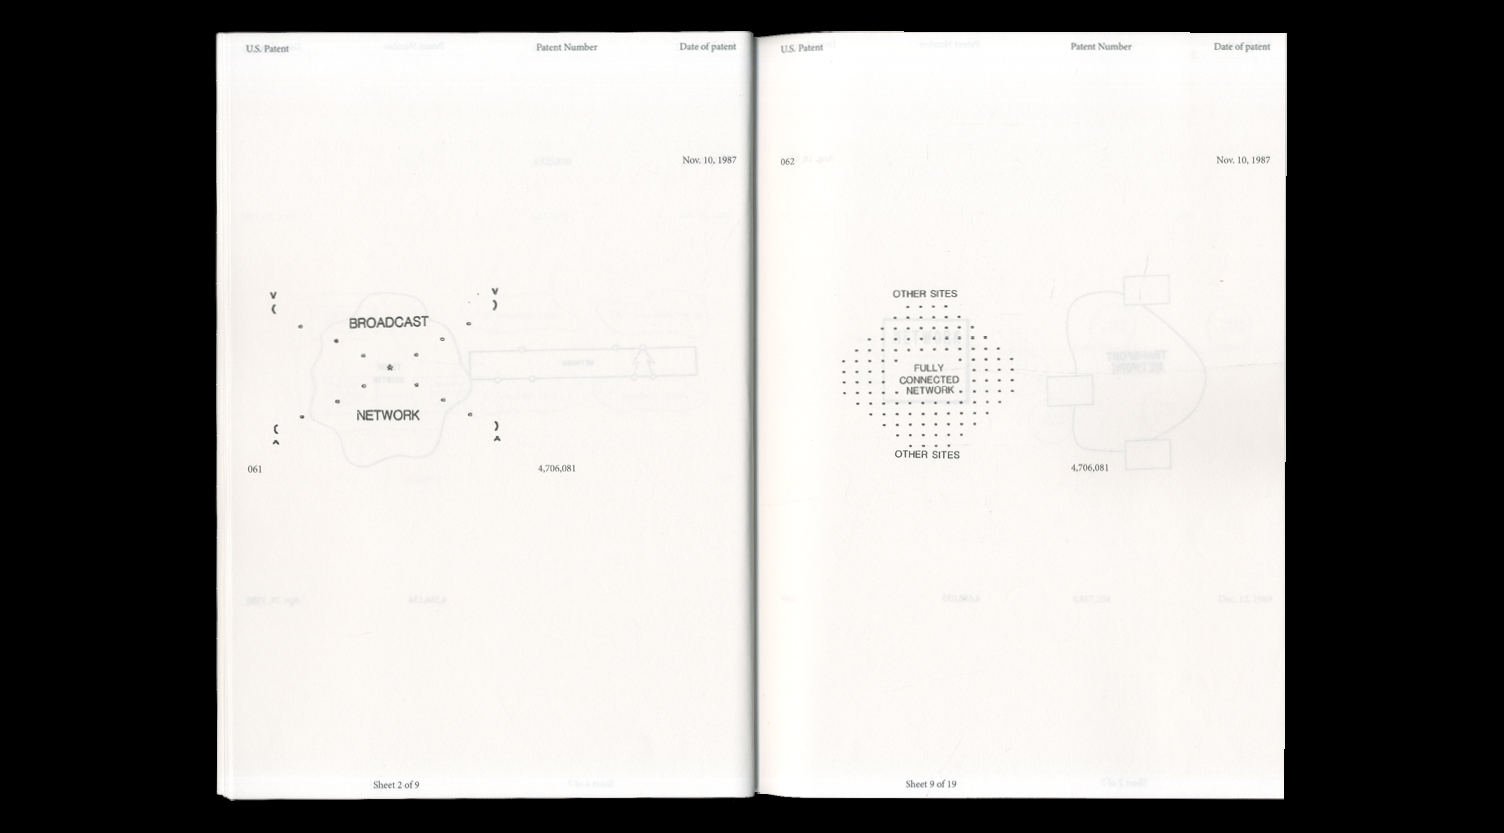 U.S. Patent Patent Number Date of patent
Nov. 10, 1987
V V
( )
BROADCAST
*
NETWORK
( )
^ ^
061 4,706,081
Sheet 2 of 9
U.S. Patent Patent Number Date of patent
062 Nov. 10, 1987
OTHER SITES
FULLY
CONNECTED
NETWORK
OTHER SITES
4,706,081
Sheet 9 of 19